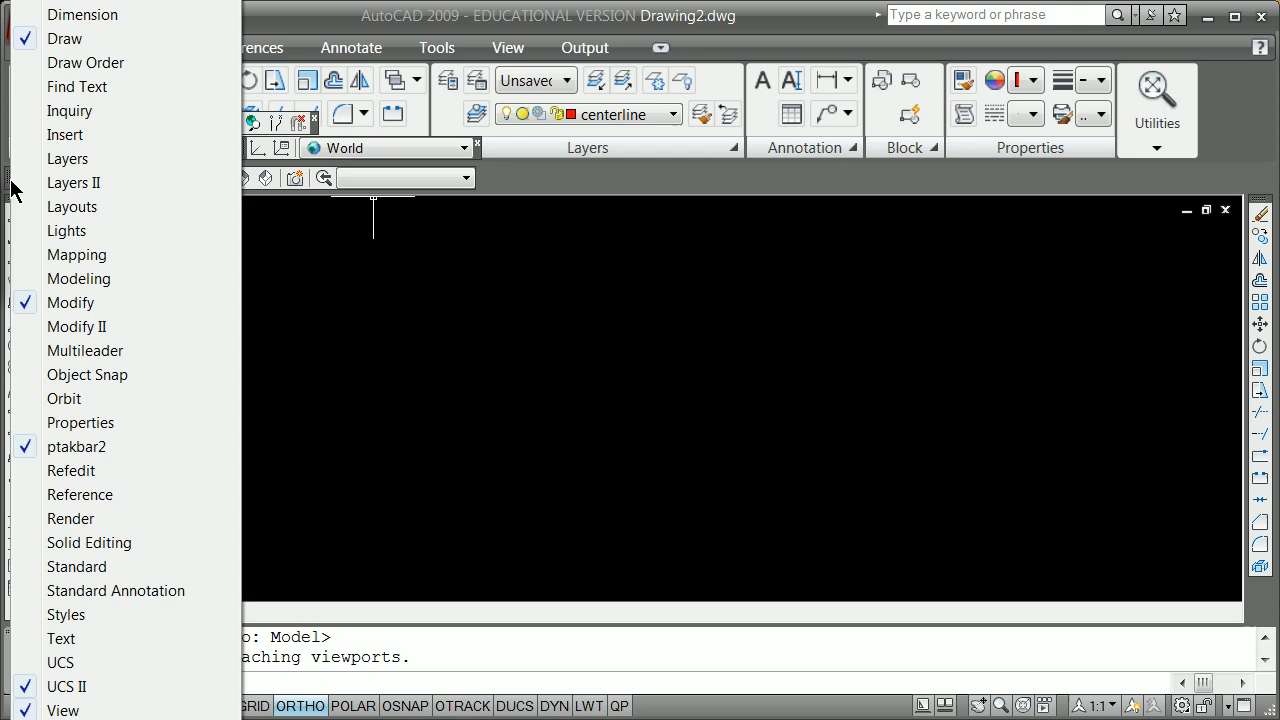 AutoCAD 2009 - EDUCATIONAL VERSION Drawing2.dwg
Type a keyword or phrase
Annotate
Tools
View
Output
centerline
World
Layers
Annotation
Block
Properties
Utilities
Dimension
Draw
Draw Order
Find Text
Inquiry
Insert
Layers
Layers II
Layouts
Lights
Mapping
Modeling
Modify
Modify II
Multileader
Object Snap
Orbit
Properties
ptakbar2
Refedit
Reference
Render
Solid Editing
Standard
Standard Annotation
Styles
Text
UCS
UCS II
View
o: Model>
aching viewports.
ORTHO
POLAR
OSNAP
OTRACK
DUCS
DYN
LWT
QP
1:1